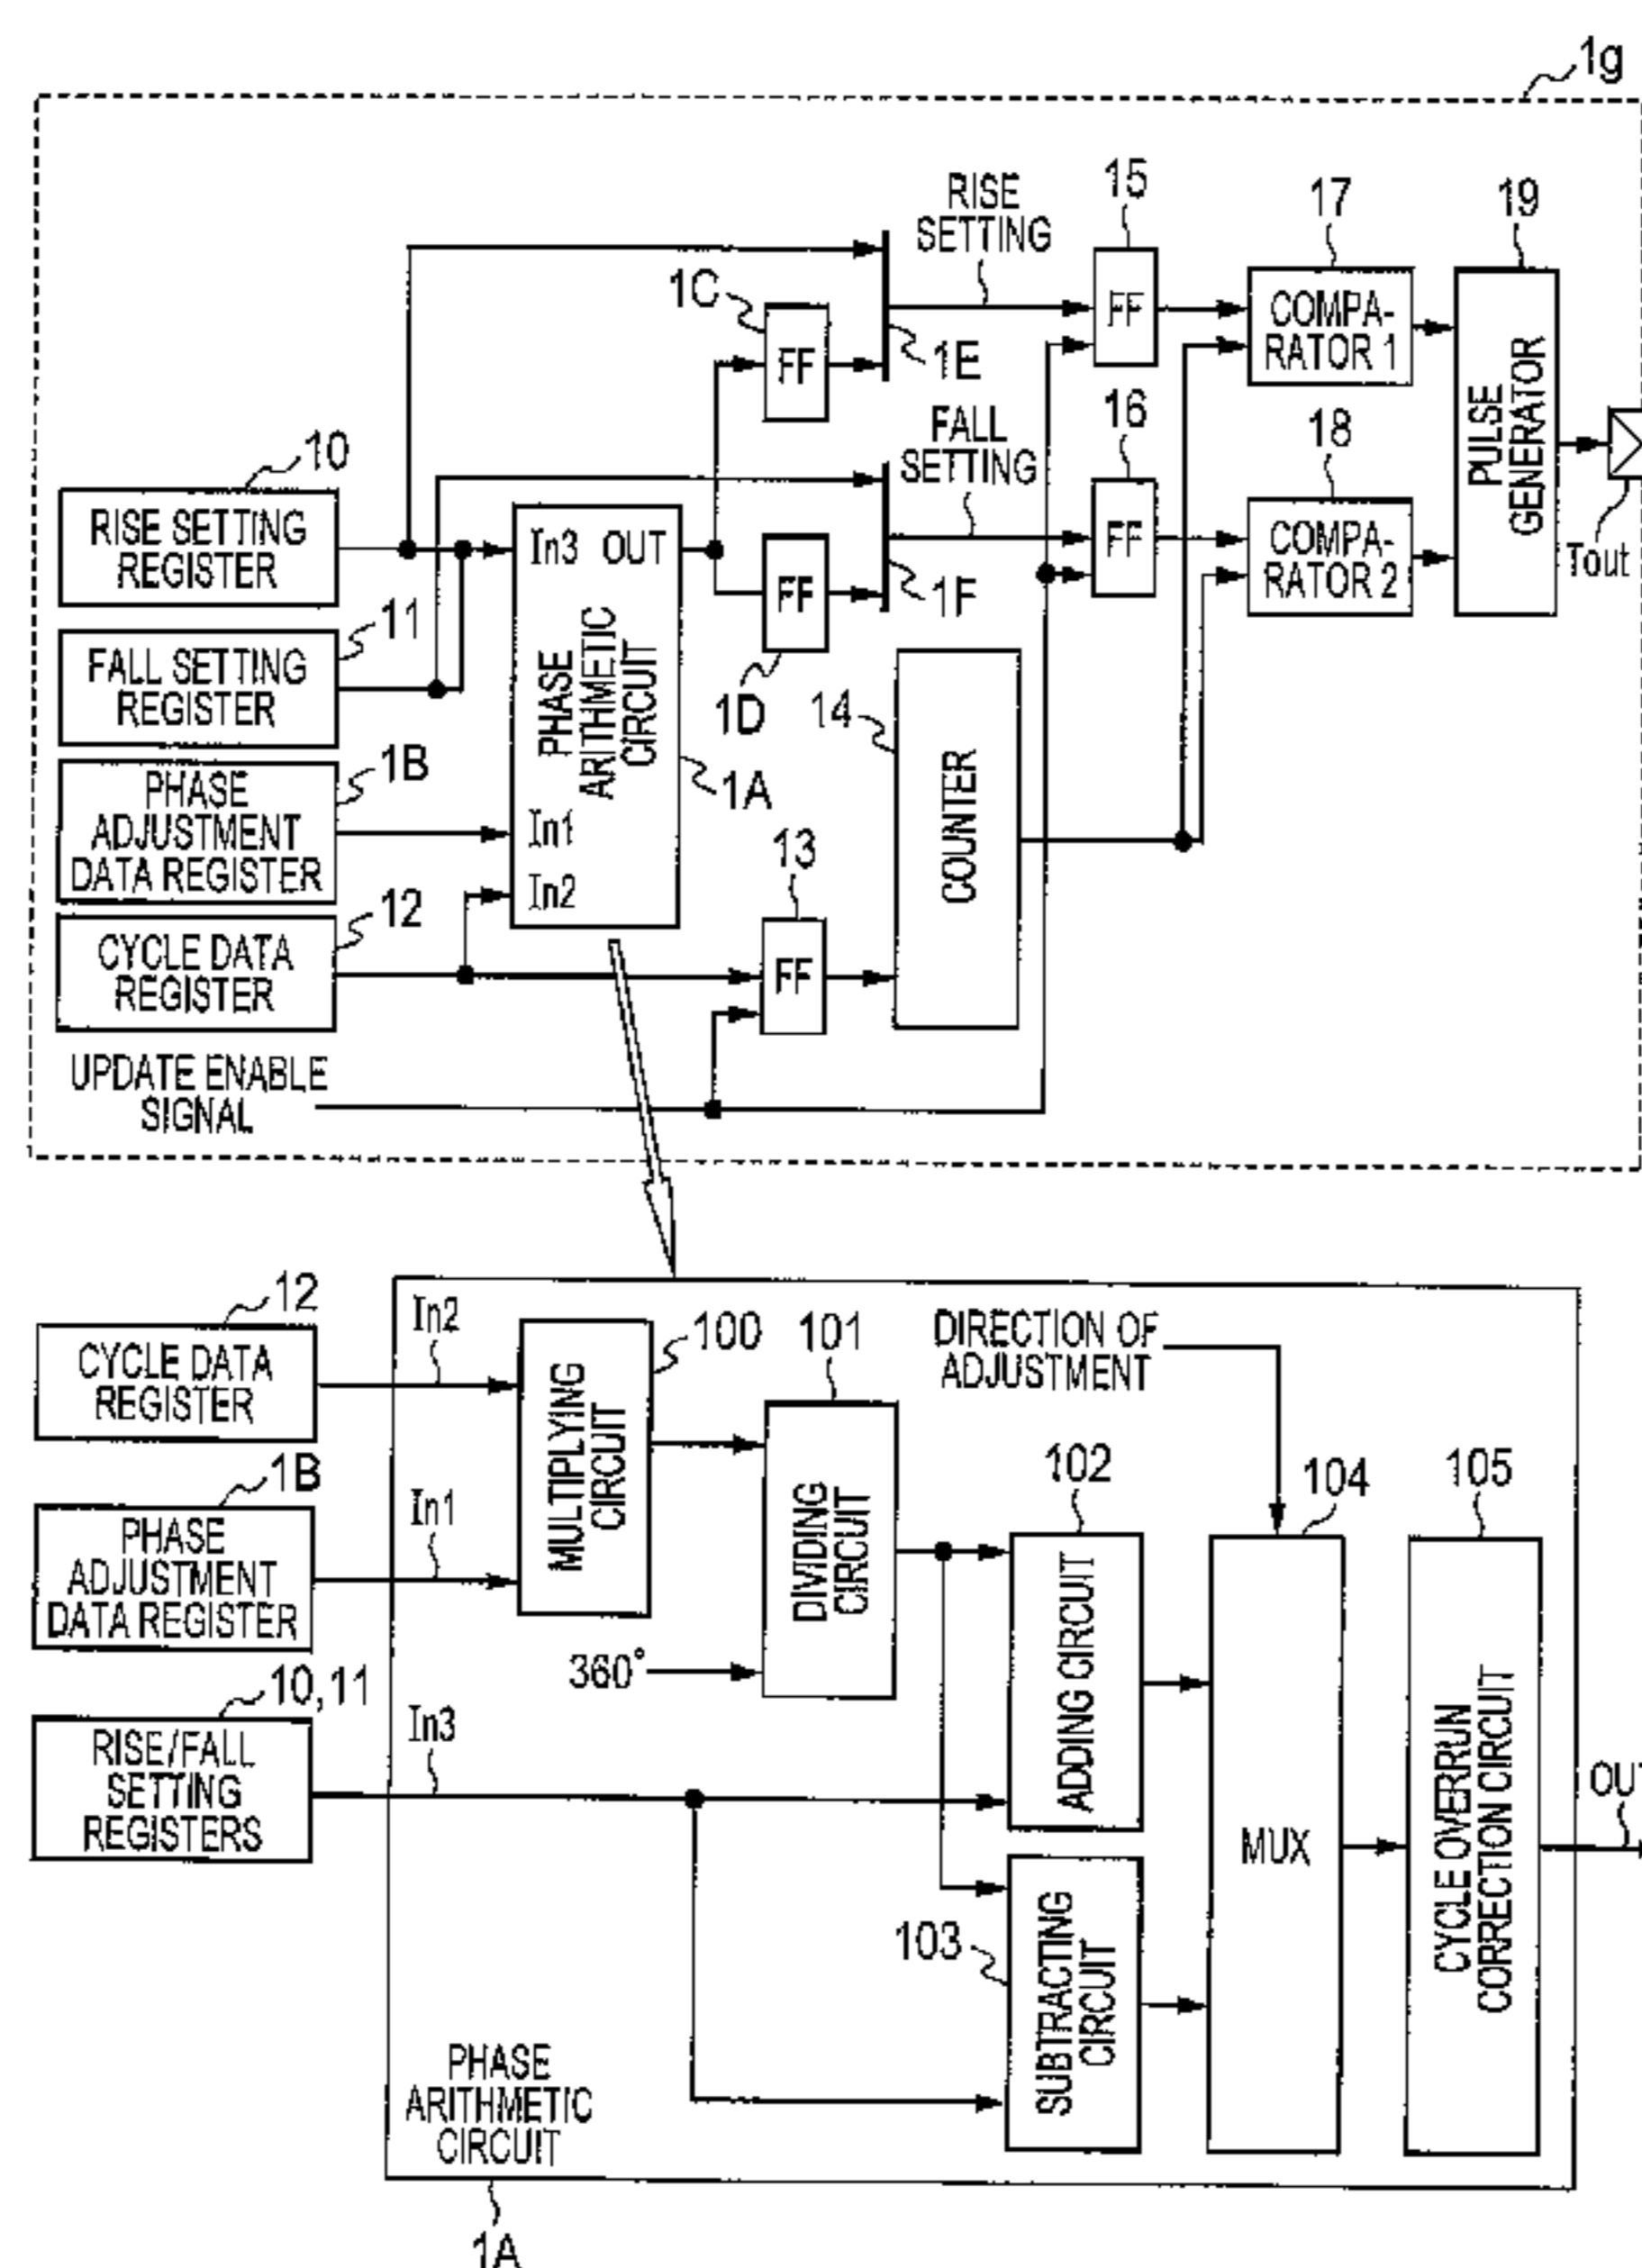 1g
RISE
SETTING
15
17
19
1C
FF
FF
COMPA-
RATOR 1
1E
PULSE
GENERATOR
10
FALL
SETTING
16
18
RISE SETTING
REGISTER
In3 OUT
FF
FF
COMPA-
RATOR 2
Tout
1F
11
FALL SETTING
REGISTER
PHASE
ARITHMETIC
CIRCUIT
1D
14
1B
1A
PHASE
ADJUSTMENT
DATA REGISTER
In1
COUNTER
13
12
In2
CYCLE DATA
REGISTER
FF
UPDATE ENABLE
SIGNAL
12
In2
100
101
DIRECTION OF
ADJUSTMENT
CYCLE DATA
REGISTER
MULTIPLYING
CIRCUIT
102
104
105
1B
In1
PHASE
ADJUSTMENT
DATA REGISTER
DIVIDING
CIRCUIT
360°
ADDING CIRCUIT
10,11
In3
RISE/FALL
SETTING
REGISTERS
MUX
CYCLE OVERRUN
CORRECTION CIRCUIT
103
SUBTRACTING
CIRCUIT
PHASE
ARITHMETIC
CIRCUIT
1A